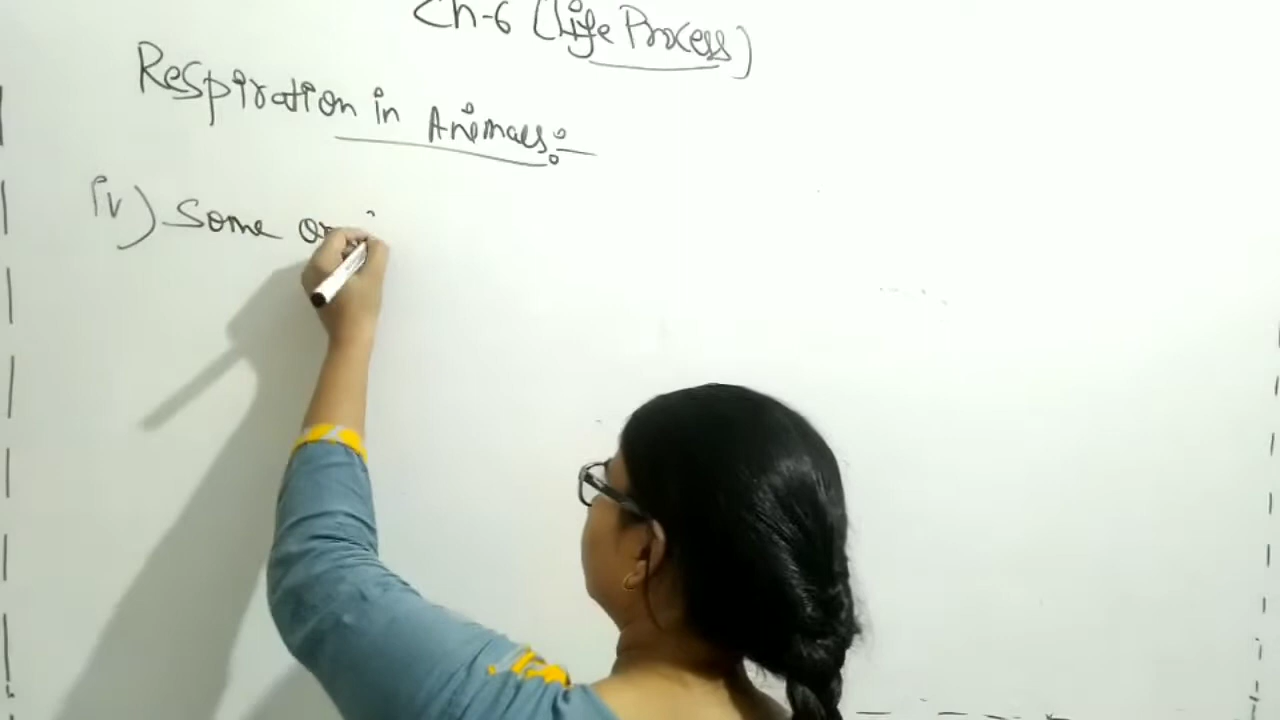 Ch-6 (Life Process)
Respiration in Animals:-
iv) Some